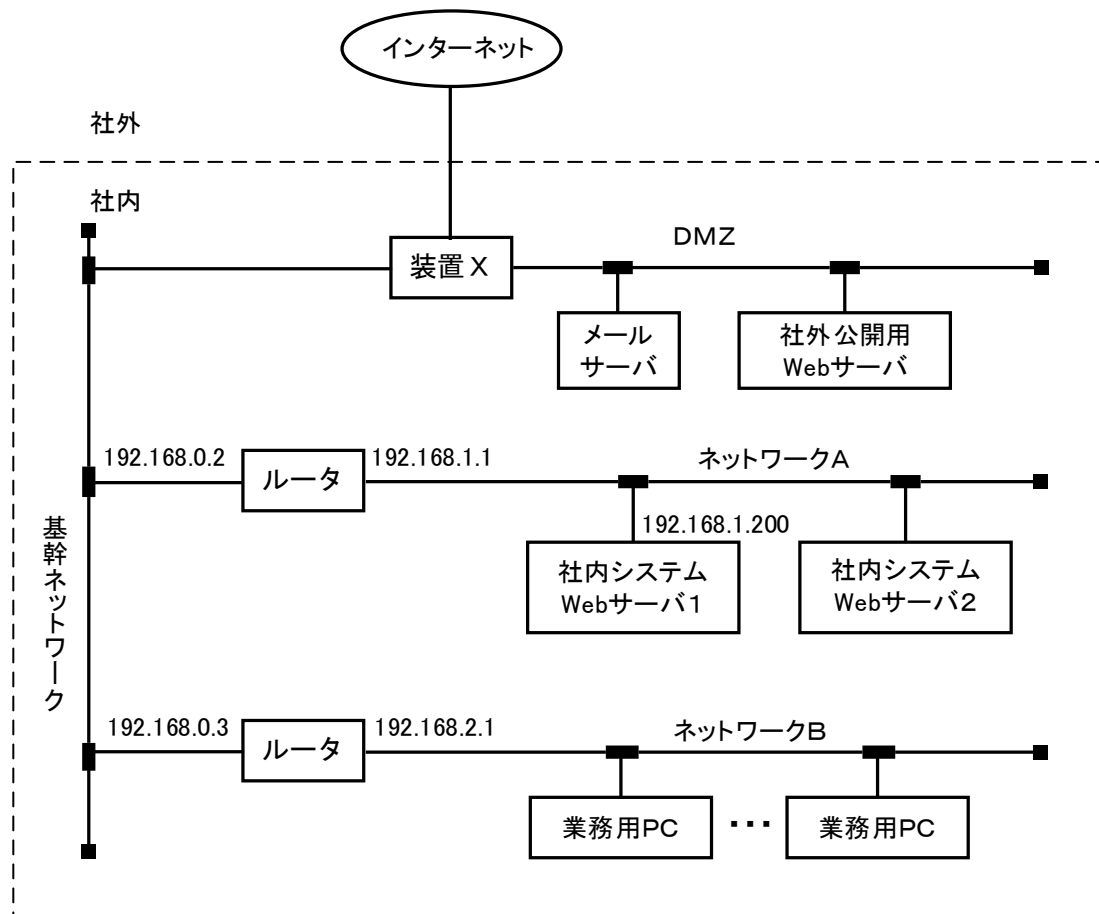 インターネット
社外
社内
装置X
DMZ
メール
サーバ
社外公開用
Webサーバ
192.168.0.2
ルータ
192.168.1.1
ネットワークA
192.168.1.200
社内システム
Webサーバ1
社内システム
Webサーバ2
基幹ネットワーク
192.168.0.3
ルータ
192.168.2.1
ネットワークB
業務用PC
・・・
業務用PC